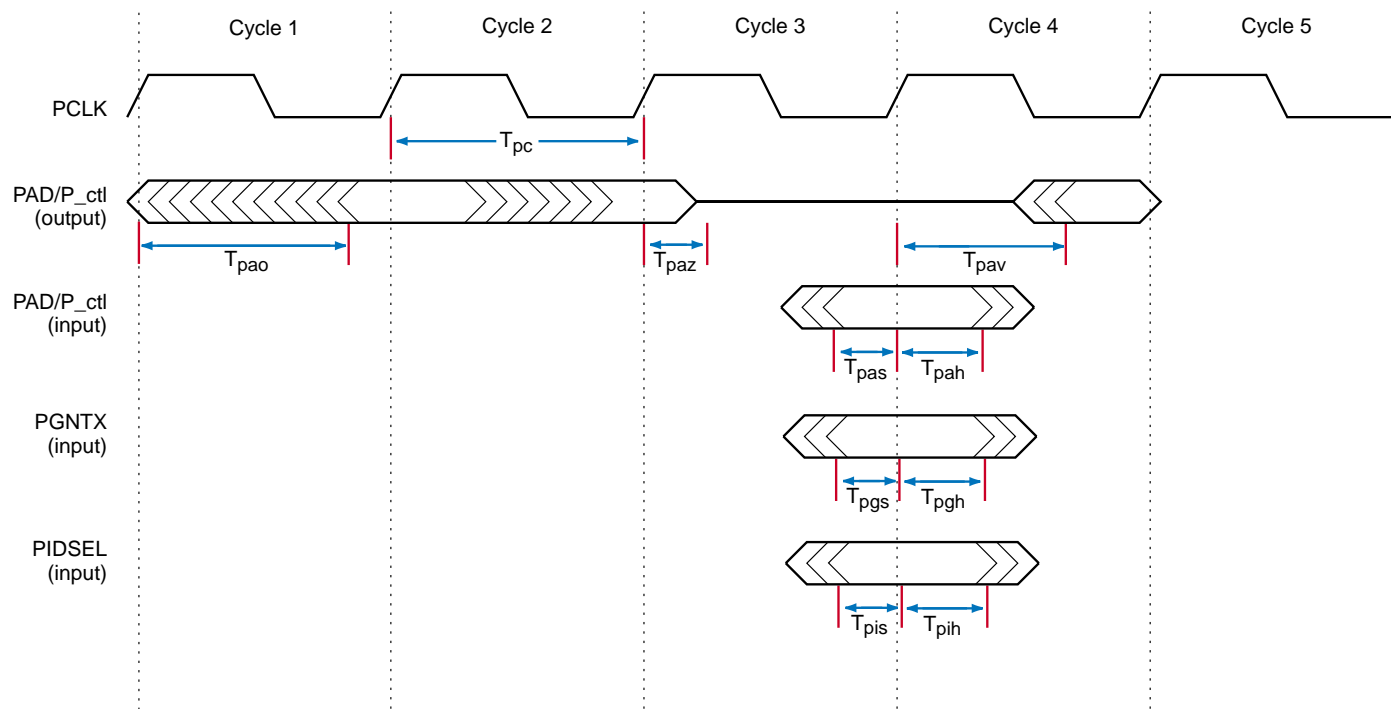 Cycle 1 Cycle 2 Cycle 3 Cycle 4 Cycle 5
PCLK
Tpc
PAD/P_ctl
(output)
Tpao Tpaz Tpav
PAD/P_ctl
(input)
Tpas Tpah
PGNTX
(input)
Tpgs Tpgh
PIDSEL
(input)
Tpis Tpih